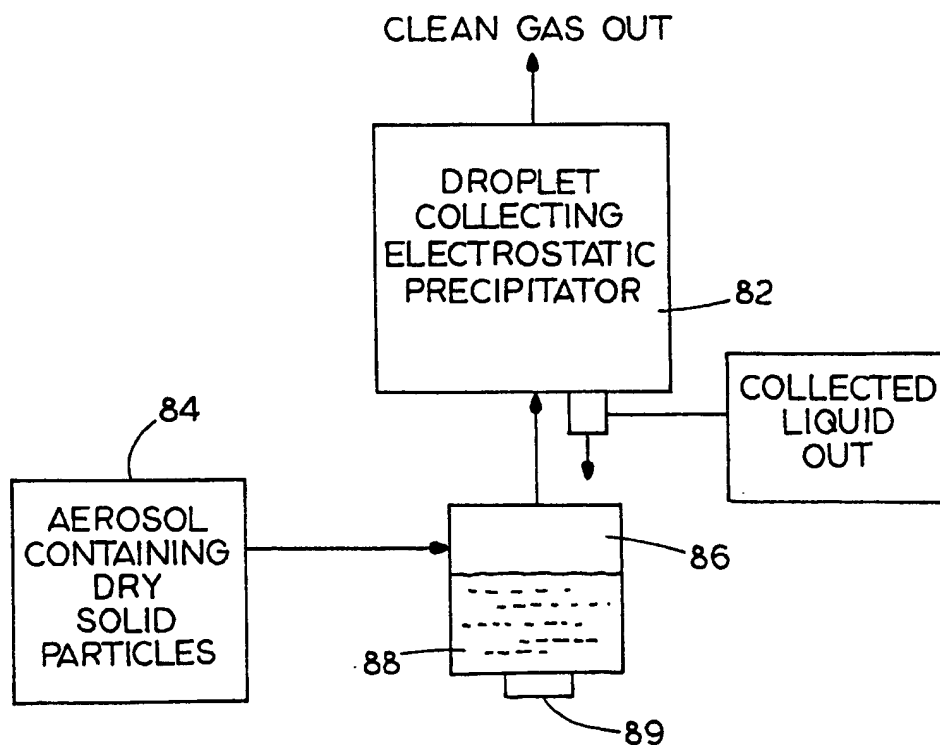 CLEAN GAS OUT
DROPLET
COLLECTING
ELECTROSTATIC
PRECIPITATOR
82
COLLECTED
LIQUID
OUT
84
AEROSOL
CONTAINING
DRY
SOLID
PARTICLES
86
88
89